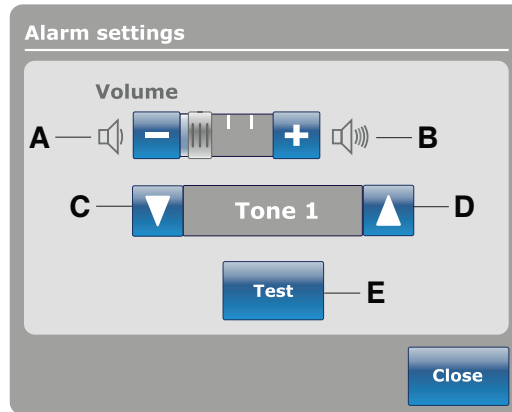 Alarm settings
Volume
A
B
C
Tone 1
D
Test
E
Close